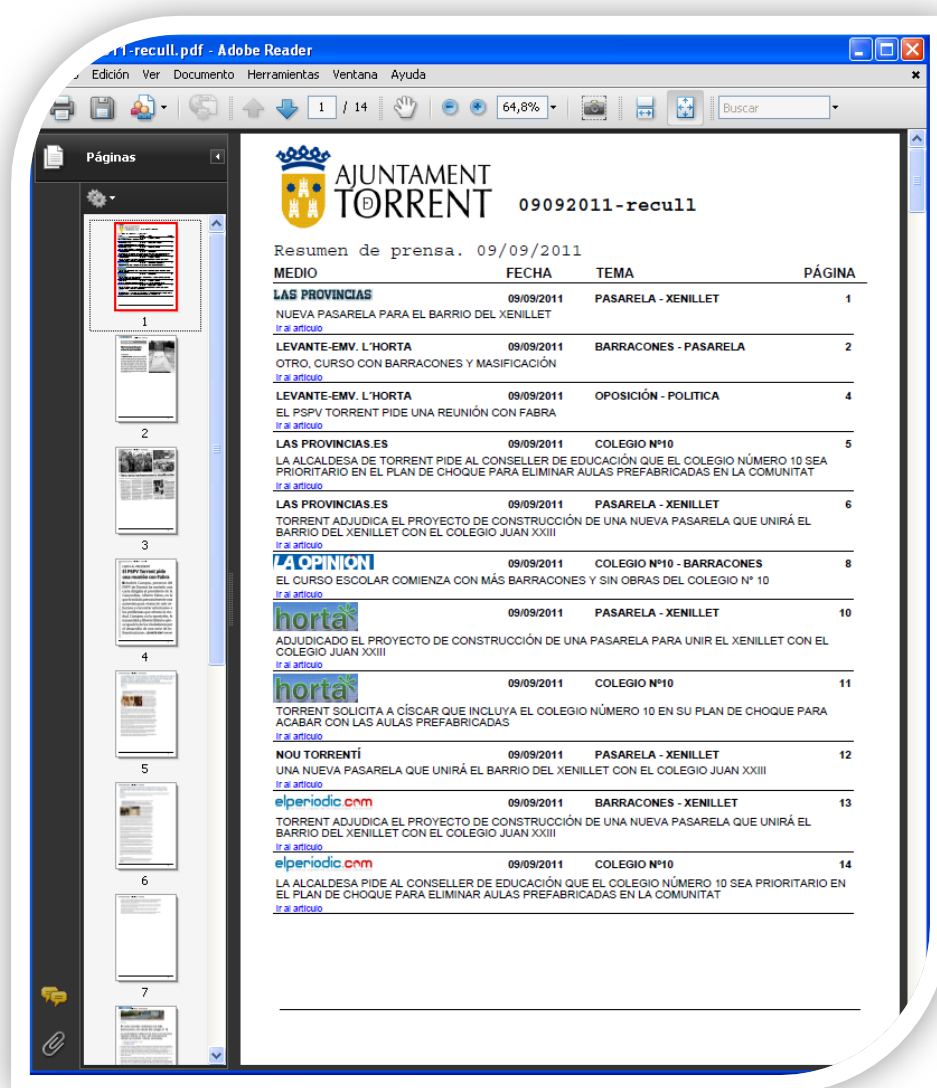 011-recull.pdf - Adobe Reader
Edición Ver Documento Herramientas Ventana Ayuda
1 / 14 64,8% Buscar
Páginas
1
2
3
4
5
6
7
AJUNTAMENT
TORRENT 09092011-recull
Resumen de prensa. 09/09/2011
MEDIO FECHA TEMA PÁGINA
LAS PROVINCIAS 09/09/2011 PASARELA - XENILLET 1
NUEVA PASARELA PARA EL BARRIO DEL XENILLET
Ir al artículo
LEVANTE-EMV. L´HORTA 09/09/2011 BARRACONES - PASARELA 2
OTRO, CURSO CON BARRACONES Y MASIFICACIÓN
Ir al artículo
LEVANTE-EMV. L´HORTA 09/09/2011 OPOSICIÓN - POLITICA 4
EL PSPV TORRENT PIDE UNA REUNIÓN CON FABRA
Ir al artículo
LAS PROVINCIAS.ES 09/09/2011 COLEGIO Nº10 5
LA ALCALDESA DE TORRENT PIDE AL CONSELLER DE EDUCACIÓN QUE EL COLEGIO NÚMERO 10 SEA
PRIORITARIO EN EL PLAN DE CHOQUE PARA ELIMINAR AULAS PREFABRICADAS EN LA COMUNITAT
Ir al artículo
LAS PROVINCIAS.ES 09/09/2011 PASARELA - XENILLET 6
TORRENT ADJUDICA EL PROYECTO DE CONSTRUCCIÓN DE UNA NUEVA PASARELA QUE UNIRÁ EL
BARRIO DEL XENILLET CON EL COLEGIO JUAN XXIII
Ir al artículo
LA OPINIÓN 09/09/2011 COLEGIO Nº10 - BARRACONES 8
EL CURSO ESCOLAR COMIENZA CON MÁS BARRACONES Y SIN OBRAS DEL COLEGIO N° 10
Ir al artículo
horta 09/09/2011 PASARELA - XENILLET 10
ADJUDICADO EL PROYECTO DE CONSTRUCCIÓN DE UNA PASARELA PARA UNIR EL XENILLET CON EL
COLEGIO JUAN XXIII
Ir al artículo
horta 09/09/2011 COLEGIO Nº10 11
TORRENT SOLICITA A CÍSCAR QUE INCLUYA EL COLEGIO NÚMERO 10 EN SU PLAN DE CHOQUE PARA
ACABAR CON LAS AULAS PREFABRICADAS
Ir al artículo
NOU TORRENTÍ 09/09/2011 PASARELA - XENILLET 12
UNA NUEVA PASARELA QUE UNIRÁ EL BARRIO DEL XENILLET CON EL COLEGIO JUAN XXIII
Ir al artículo
elperiodic.com 09/09/2011 BARRACONES - XENILLET 13
TORRENT ADJUDICA EL PROYECTO DE CONSTRUCCIÓN DE UNA NUEVA PASARELA QUE UNIRÁ EL
BARRIO DEL XENILLET CON EL COLEGIO JUAN XXIII
Ir al artículo
elperiodic.com 09/09/2011 COLEGIO Nº10 14
LA ALCALDESA PIDE AL CONSELLER DE EDUCACIÓN QUE EL COLEGIO NÚMERO 10 SEA PRIORITARIO EN
EL PLAN DE CHOQUE PARA ELIMINAR AULAS PREFABRICADAS EN LA COMUNITAT
Ir al artículo